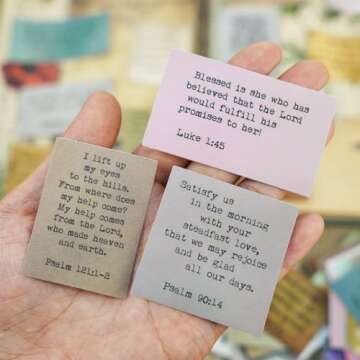 Blessed is she who has
believed that the Lord
would fulfill his
promises to her!
Luke 1:45
I lift up
my eyes
to the hills.
From where does
my help come?
My help comes
from the Lord,
who made heaven
and earth.
Psalm 121:1-2
Satisfy us
in the morning
with your
steadfast love,
that we may rejoice
and be glad
all our days.
Psalm 90:14